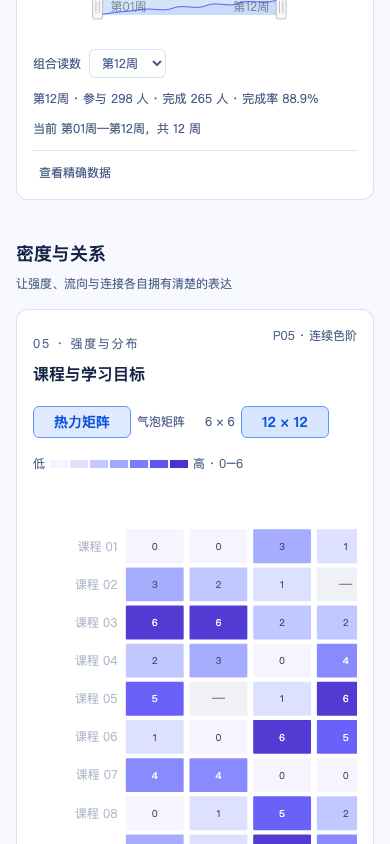 第01周 第12周
组合读数 第12周
第12周 · 参与 298 人 · 完成 265 人 · 完成率 88.9%
当前 第01周—第12周，共 12 周
查看精确数据
密度与关系
让强度、流向与连接各自拥有清楚的表达
05 · 强度与分布 P05 · 连续色阶
课程与学习目标
热力矩阵 气泡矩阵 6 × 6 12 × 12
低 高 · 0—6
课程 01 0 0 3 1
课程 02 3 2 1 —
课程 03 6 6 2 2
课程 04 2 3 0 4
课程 05 5 — 1 6
课程 06 1 0 6 5
课程 07 4 4 0 0
课程 08 0 1 5 2